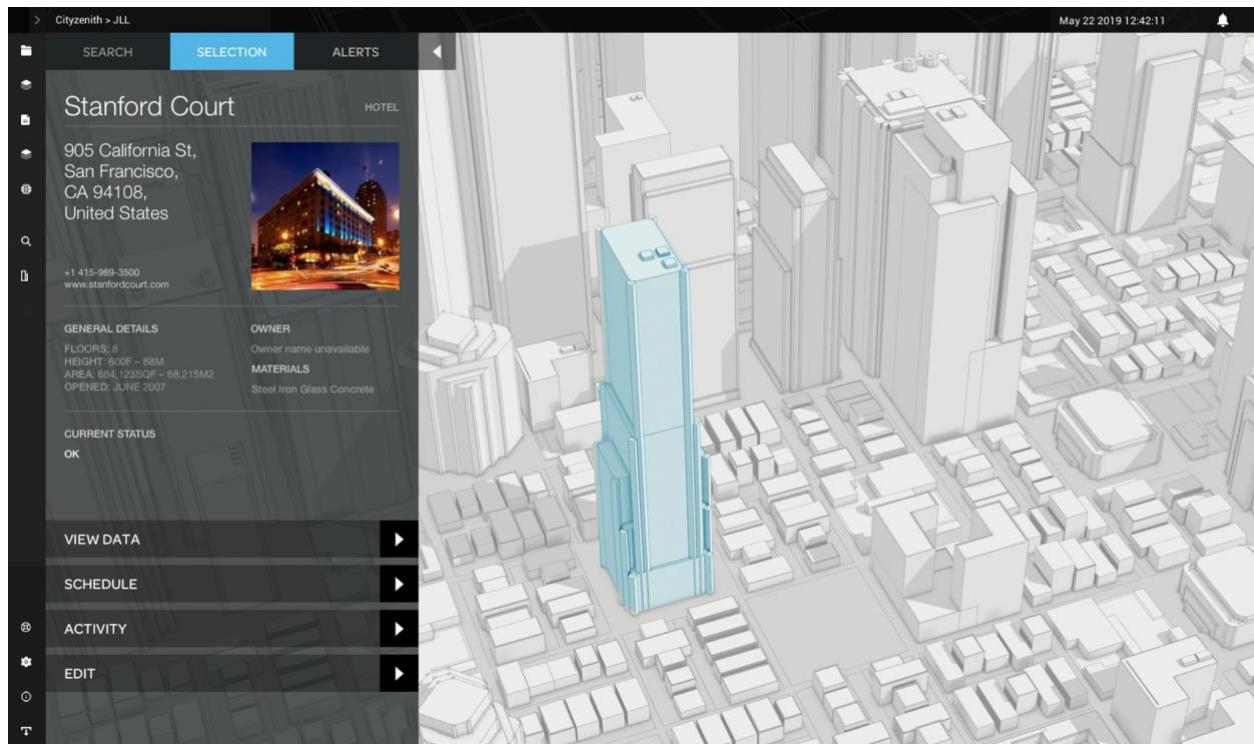 Cityzenith > JLL
May 22 2019 12:42:11
SEARCH
SELECTION
ALERTS
Stanford Court
HOTEL
905 California St,
San Francisco,
CA 94108,
United States
+1 415-989-3500
www.stanfordcourt.com
GENERAL DETAILS
FLOORS: 8
HEIGHT: 600F – 88M
AREA: 684,123SQF – 68,215M2
OPENED: JUNE 2007
OWNER
Owner name unavailable
MATERIALS
Steel Iron Glass Concrete
CURRENT STATUS
OK
VIEW DATA
SCHEDULE
ACTIVITY
EDIT